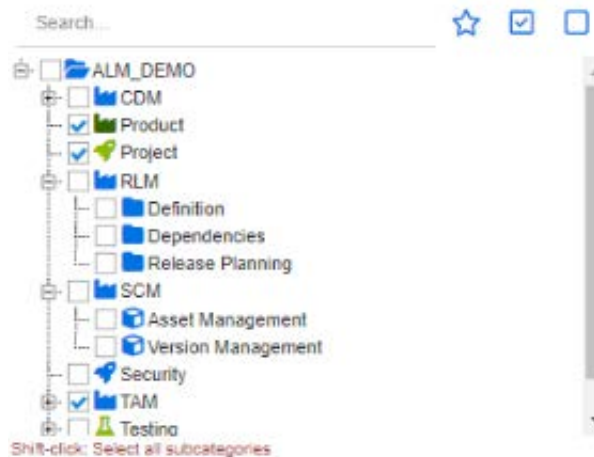 Search...
ALM_DEMO
CDM
Product
Project
RLM
Definition
Dependencies
Release Planning
SCM
Asset Management
Version Management
Security
TAM
Testing
Shift-click: Select all subcategories